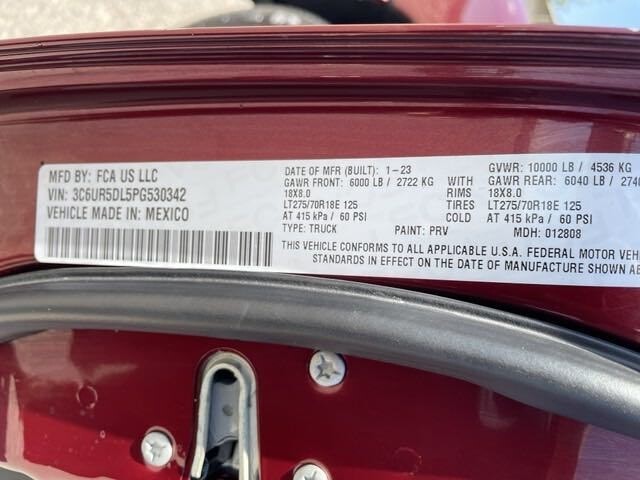 MFD BY: FCA US LLC
VIN: 3C6UR5DL5PG530342
VEHICLE MADE IN: MEXICO
DATE OF MFR (BUILT): 1-23 GVWR: 10000 LB / 4536 KG
GAWR FRONT: 6000 LB / 2722 KG WITH GAWR REAR: 6040 LB /
18X8.0 RIMS 18X8.0
LT275/70R18E 125 TIRES LT275/70R18E 125
AT 415 kPa / 60 PSI COLD AT 415 kPa / 60 PSI
TYPE: TRUCK PAINT: PRV MDH: 012808
THIS VEHICLE CONFORMS TO ALL APPLICABLE U.S.A. FEDERAL MOTOR
STANDARDS IN EFFECT ON THE DATE OF MANUFACTURE SHOWN